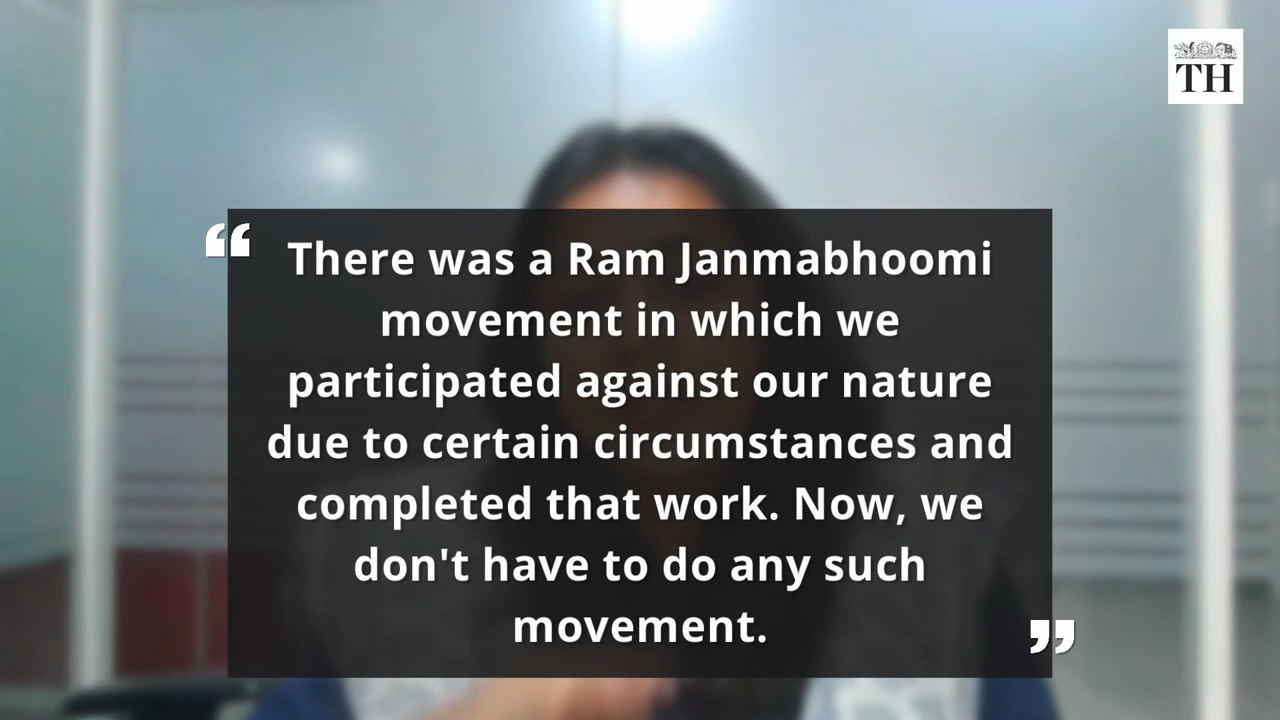 TH
“ There was a Ram Janmabhoomi
movement in which we
participated against our nature
due to certain circumstances and
completed that work. Now, we
don't have to do any such
movement. ”